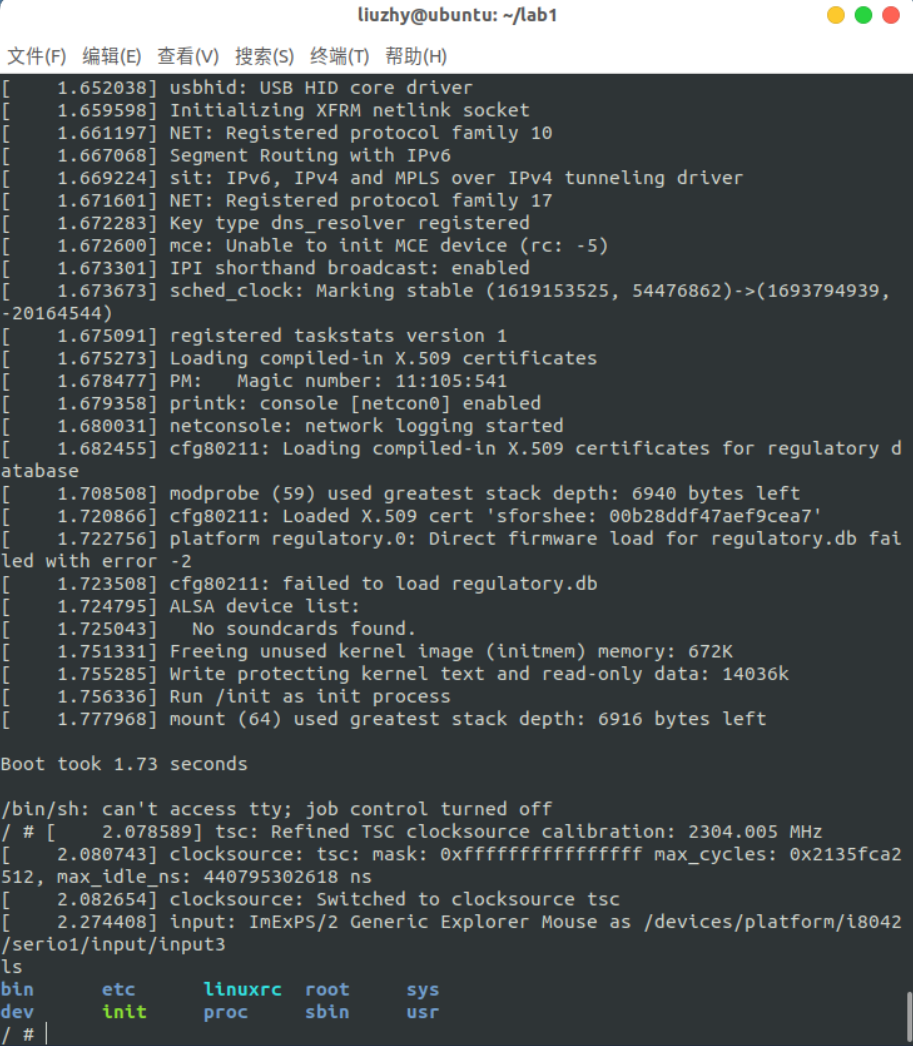 liuzhy@ubuntu: ~/lab1
文件(F) 编辑(E) 查看(V) 搜索(S) 终端(T) 帮助(H)
[    1.652038] usbhid: USB HID core driver
[    1.659598] Initializing XFRM netlink socket
[    1.661197] NET: Registered protocol family 10
[    1.667068] Segment Routing with IPv6
[    1.669224] sit: IPv6, IPv4 and MPLS over IPv4 tunneling driver
[    1.671601] NET: Registered protocol family 17
[    1.672283] Key type dns_resolver registered
[    1.672600] mce: Unable to init MCE device (rc: -5)
[    1.673301] IPI shorthand broadcast: enabled
[    1.673673] sched_clock: Marking stable (1619153525, 54476862)->(1693794939,
-20164544)
[    1.675091] registered taskstats version 1
[    1.675273] Loading compiled-in X.509 certificates
[    1.678477] PM:   Magic number: 11:105:541
[    1.679358] printk: console [netcon0] enabled
[    1.680031] netconsole: network logging started
[    1.682455] cfg80211: Loading compiled-in X.509 certificates for regulatory d
atabase
[    1.708508] modprobe (59) used greatest stack depth: 6940 bytes left
[    1.720866] cfg80211: Loaded X.509 cert 'sforshee: 00b28ddf47aef9cea7'
[    1.722756] platform regulatory.0: Direct firmware load for regulatory.db fai
led with error -2
[    1.723508] cfg80211: failed to load regulatory.db
[    1.724795] ALSA device list:
[    1.725043]   No soundcards found.
[    1.751331] Freeing unused kernel image (initmem) memory: 672K
[    1.755285] Write protecting kernel text and read-only data: 14036k
[    1.756336] Run /init as init process
[    1.777968] mount (64) used greatest stack depth: 6916 bytes left
Boot took 1.73 seconds
/bin/sh: can't access tty; job control turned off
/ # [    2.078589] tsc: Refined TSC clocksource calibration: 2304.005 MHz
[    2.080743] clocksource: tsc: mask: 0xffffffffffffffff max_cycles: 0x2135fca2
512, max_idle_ns: 440795302618 ns
[    2.082654] clocksource: Switched to clocksource tsc
[    2.274408] input: ImExPS/2 Generic Explorer Mouse as /devices/platform/i8042
/serio1/input/input3
ls
bin      etc      linuxrc  root     sys
dev      init     proc     sbin     usr
/ #